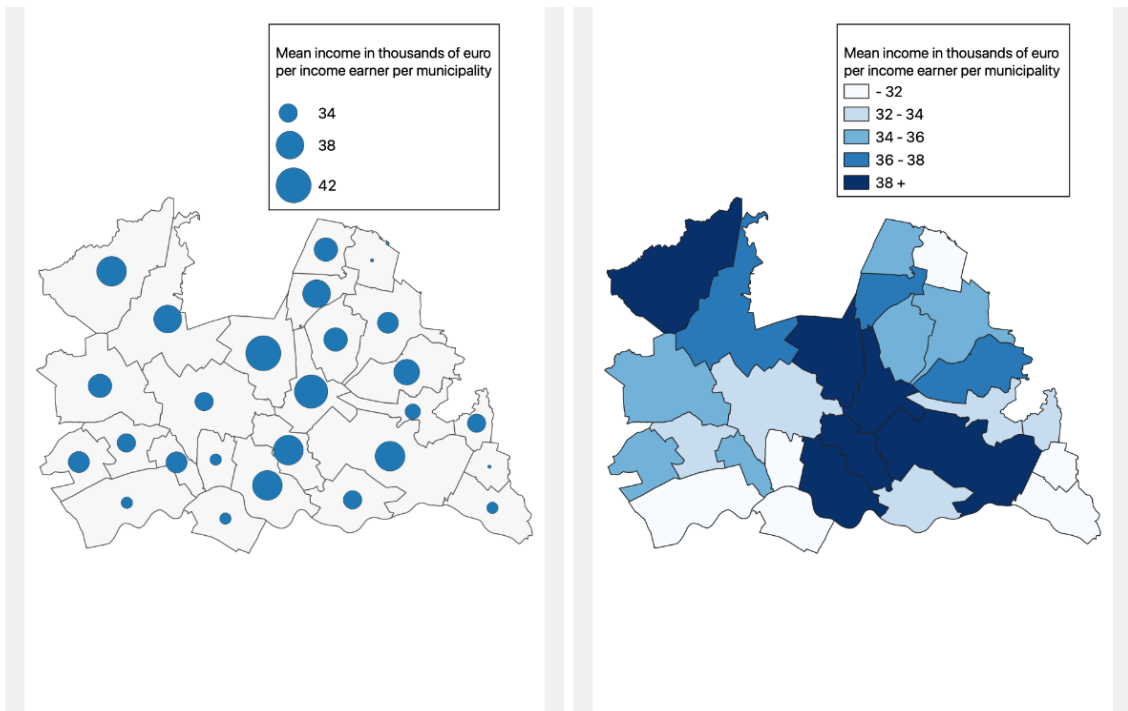 Mean income in thousands of euro
per income earner per municipality
34
38
42
Mean income in thousands of euro
per income earner per municipality
- 32
32 - 34
34 - 36
36 - 38
38 +